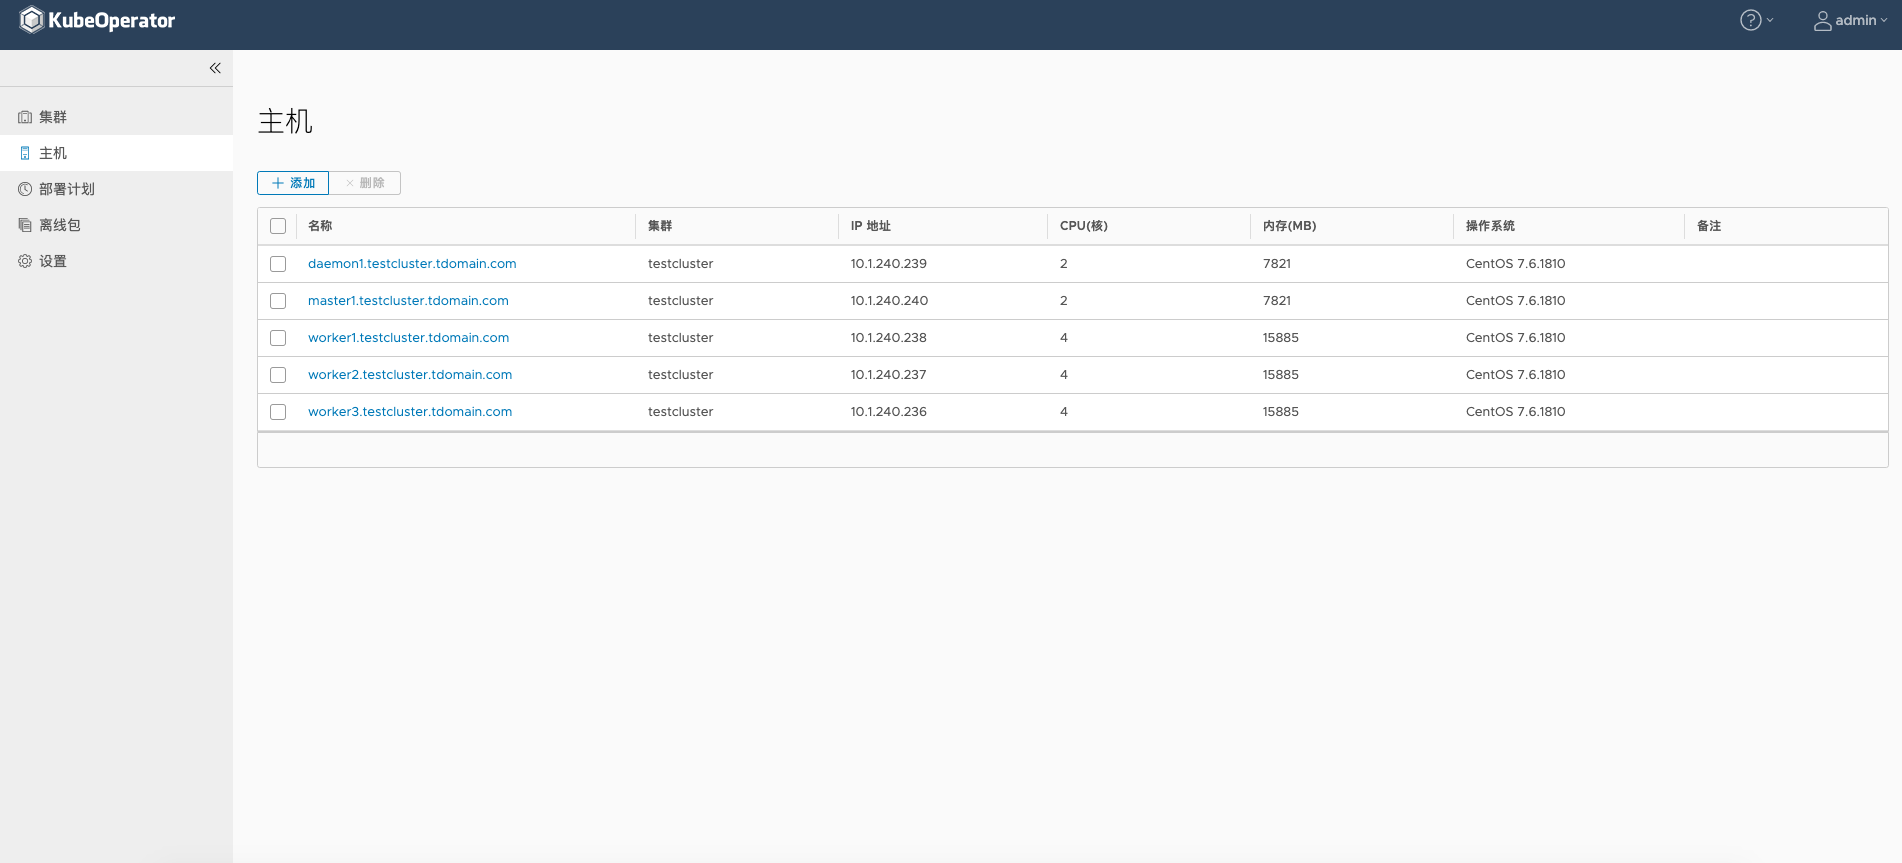 KubeOperator
? admin
集群
主机
部署计划
离线包
设置
主机
添加 删除
名称 集群 IP 地址 CPU(核) 内存(MB) 操作系统 备注
daemon1.testcluster.tdomain.com testcluster 10.1.240.239 2 7821 CentOS 7.6.1810
master1.testcluster.tdomain.com testcluster 10.1.240.240 2 7821 CentOS 7.6.1810
worker1.testcluster.tdomain.com testcluster 10.1.240.238 4 15885 CentOS 7.6.1810
worker2.testcluster.tdomain.com testcluster 10.1.240.237 4 15885 CentOS 7.6.1810
worker3.testcluster.tdomain.com testcluster 10.1.240.236 4 15885 CentOS 7.6.1810